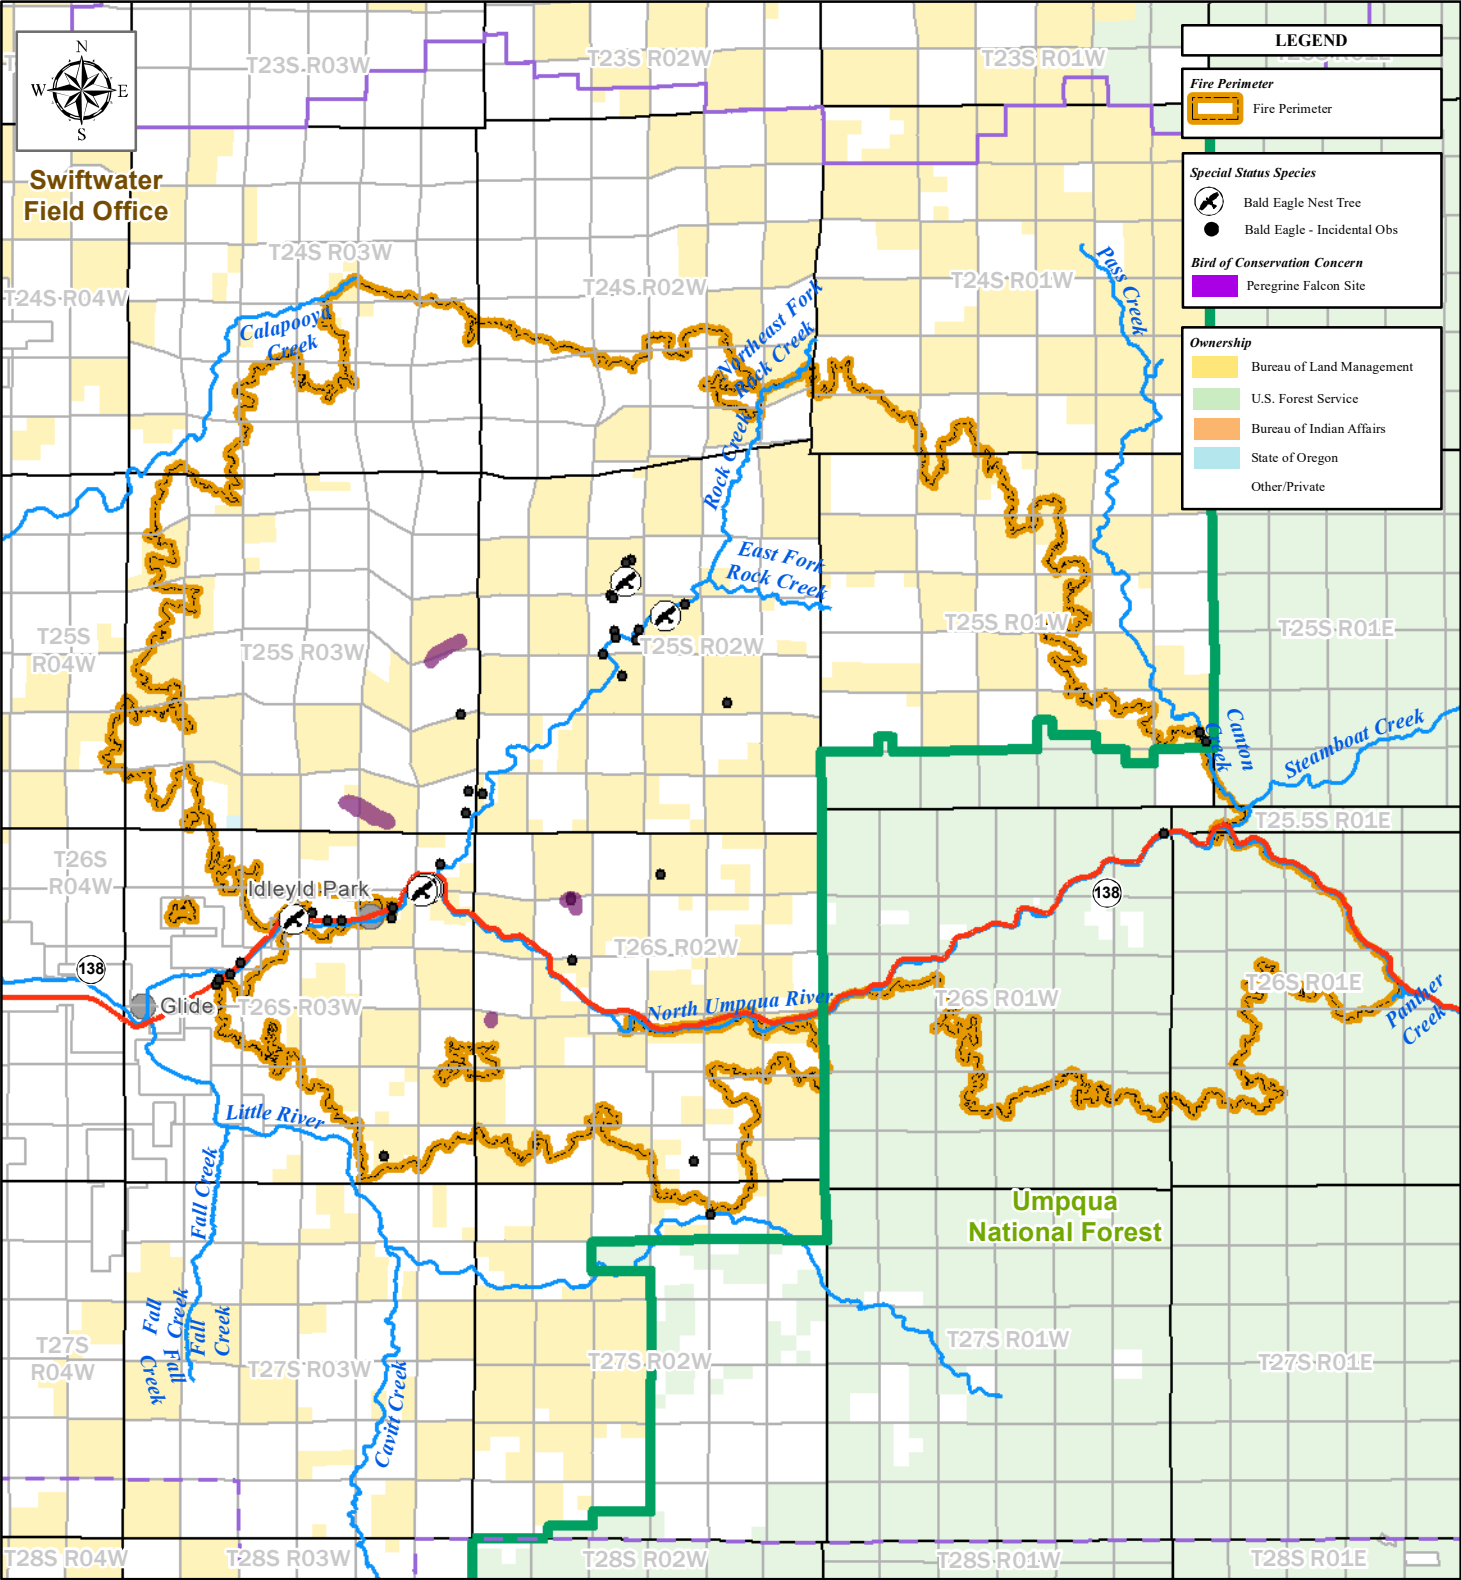 N
W
E
S
T23S R03W
T23S R02W
T23S R01W
LEGEND
Fire Perimeter
Fire Perimeter
Special Status Species
Bald Eagle Nest Tree
Bald Eagle - Incidental Obs
Bird of Conservation Concern
Peregrine Falcon Site
Ownership
Bureau of Land Management
U.S. Forest Service
Bureau of Indian Affairs
State of Oregon
Other/Private
Swiftwater
Field Office
T24S R04W
T24S R03W
T24S R02W
T24S R01W
Pass Creek
Calapooya
Creek
Northeast Fork
Rock Creek
Rock Creek
East Fork
Rock Creek
T25S
R04W
T25S R03W
T25S R02W
T25S R01W
T25S R01E
Canton
Creek
Steamboat Creek
T25.5S R01E
T26S
R04W
Idleyld Park
138
138
Glide
T26S R03W
T26S R02W
North Umpqua River
T26S R01W
T26S R01E
Panther
Creek
Little River
Fall Creek
Umpqua
National Forest
Fall
Creek
Fall
Creek
Fall
Creek
Cavitt Creek
T27S
R04W
T27S R03W
T27S R02W
T27S R01W
T27S R01E
T28S R04W
T28S R03W
T28S R02W
T28S R01W
T28S R01E